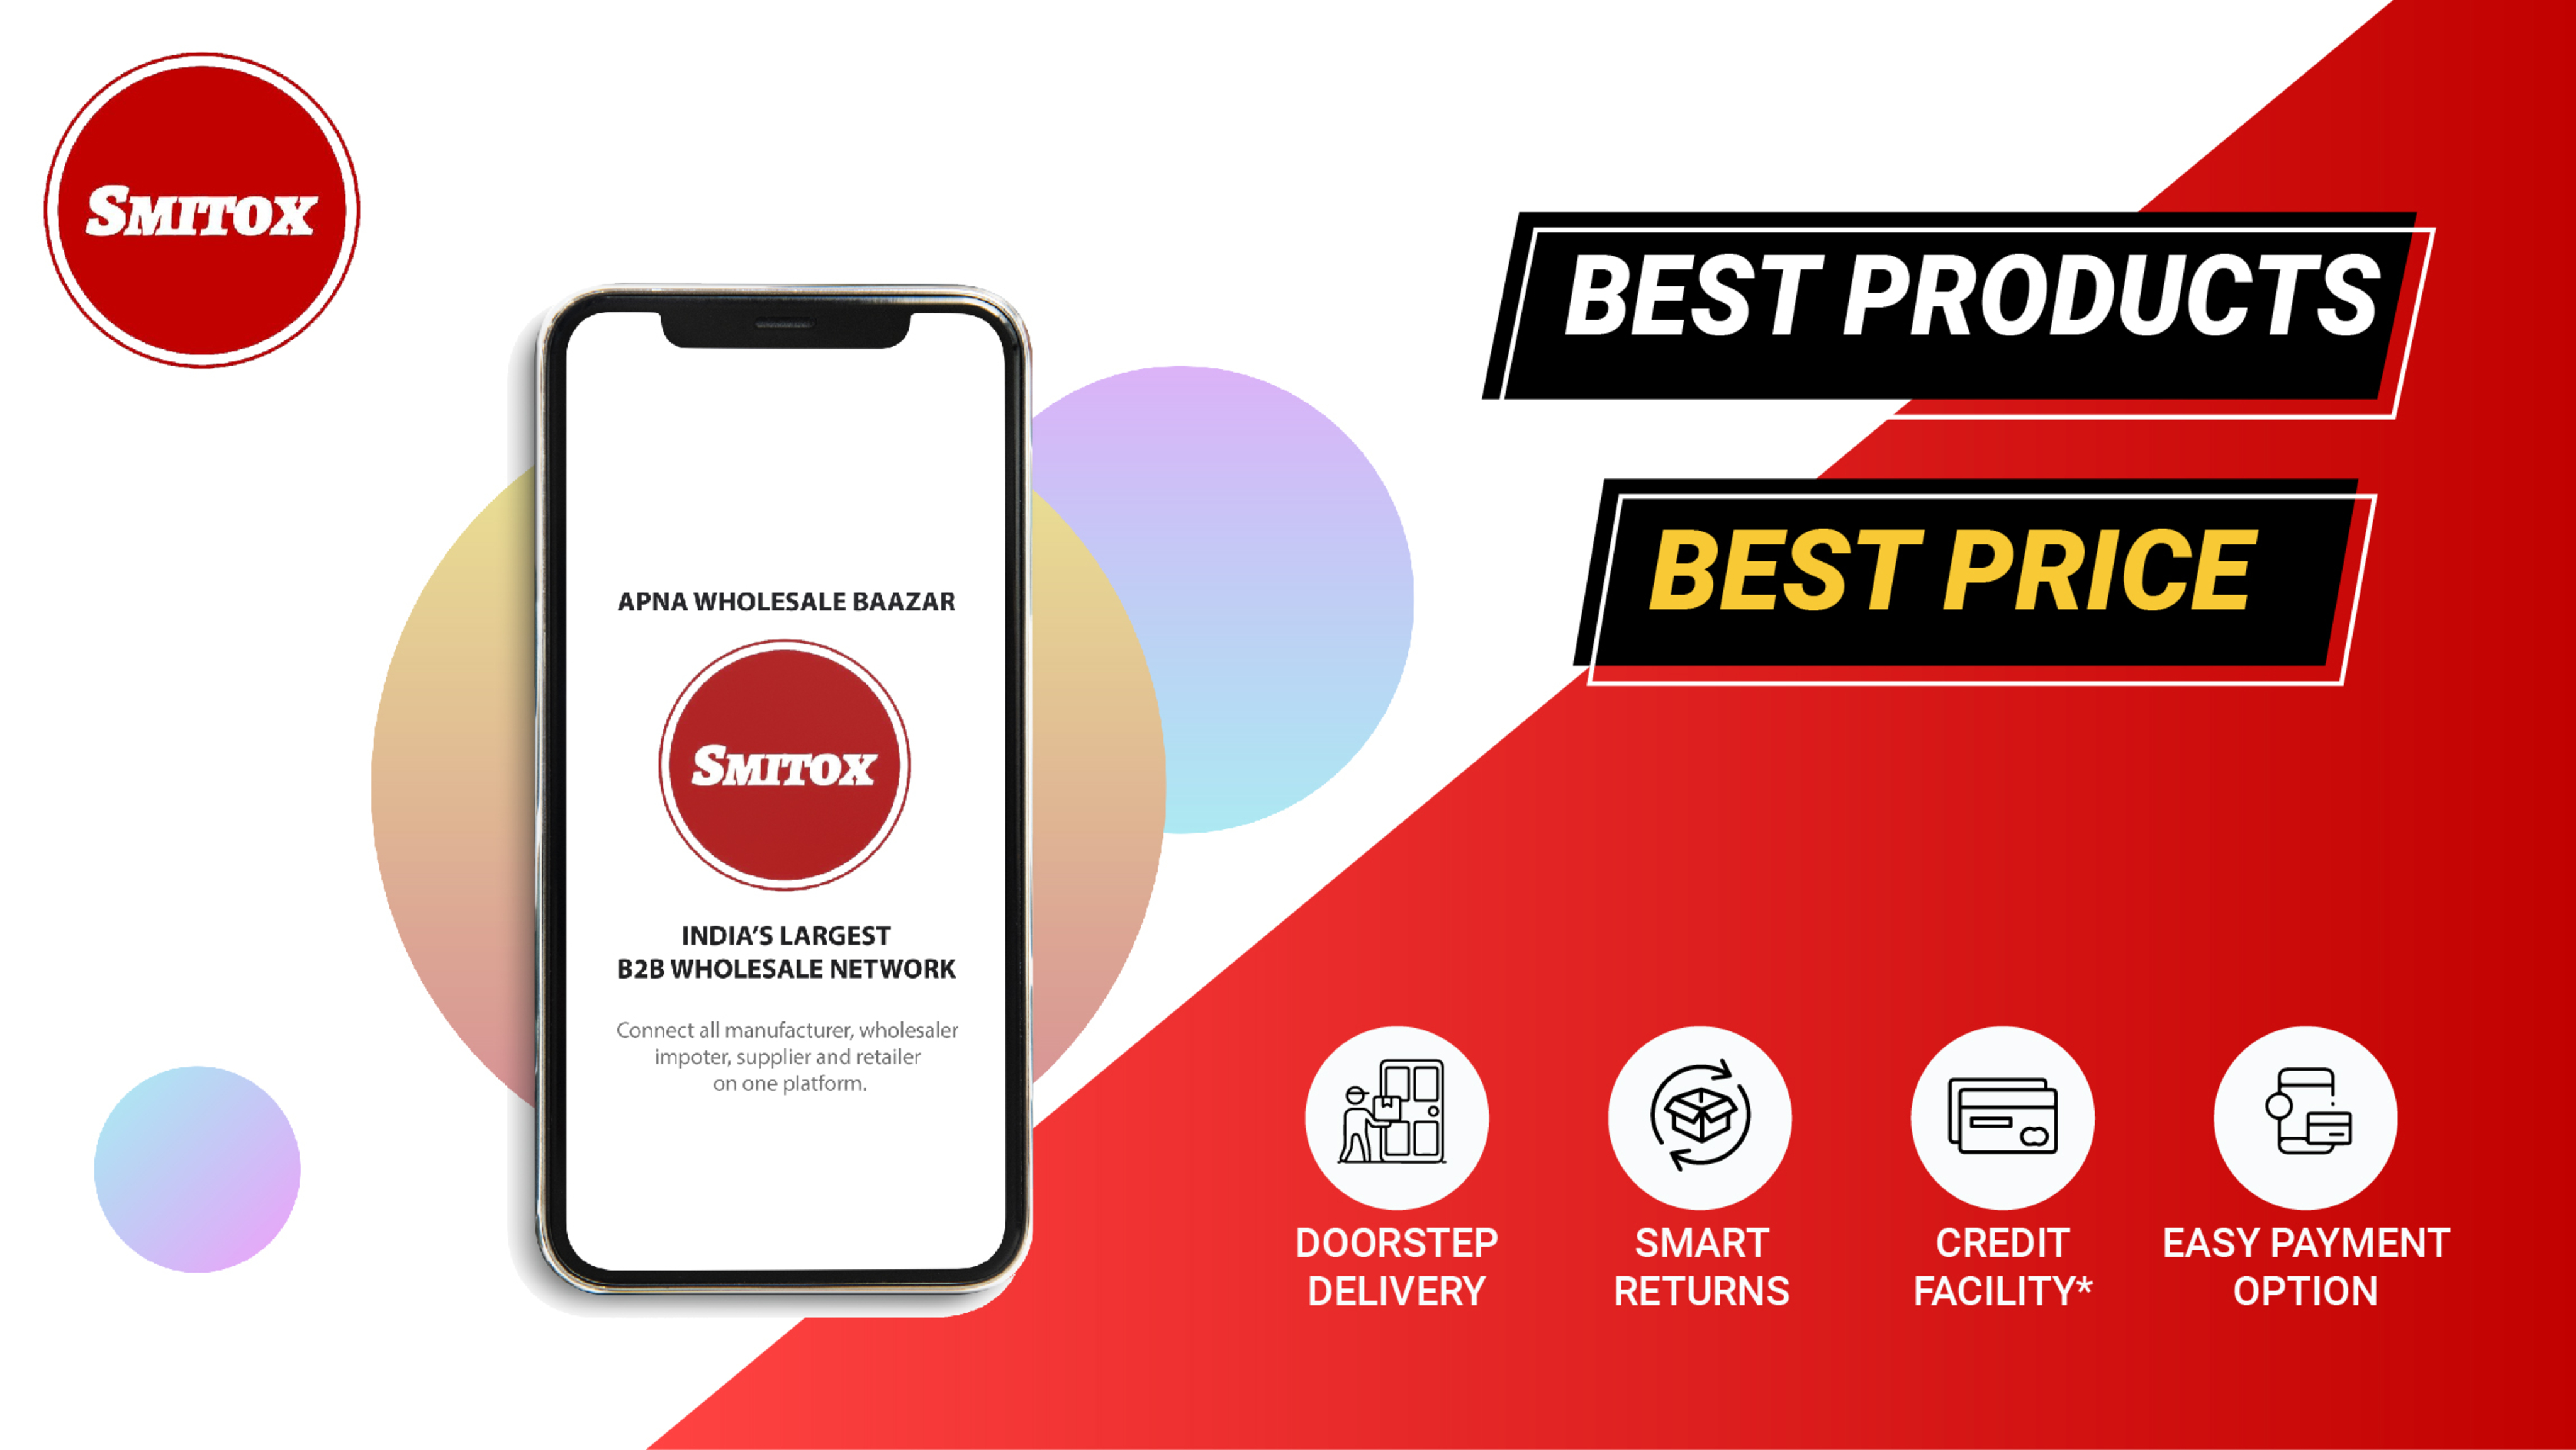 SMITOX
BEST PRODUCTS
BEST PRICE
APNA WHOLESALE BAAZAR
SMITOX
INDIA'S LARGEST
B2B WHOLESALE NETWORK
Connect all manufacturer, wholesaler
impoter, supplier and retailer
on one platform.
DOORSTEP
DELIVERY
SMART
RETURNS
CREDIT
FACILITY*
EASY PAYMENT
OPTION